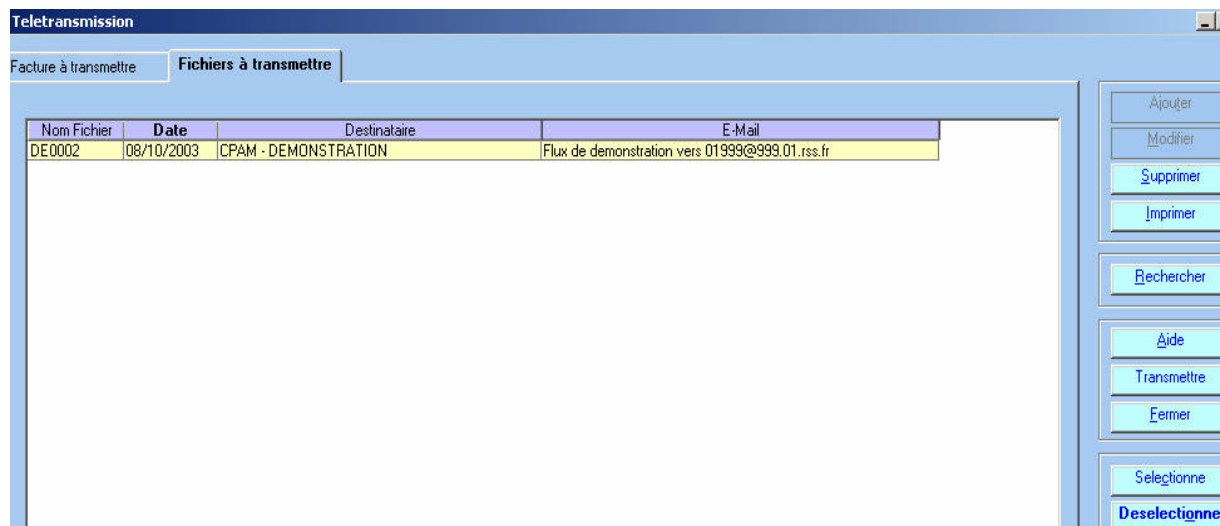 Teletransmission
Facture à transmettre Fichiers à transmettre
Nom Fichier Date Destinataire E-Mail
DE0002 08/10/2003 CPAM - DEMONSTRATION Flux de demonstration vers 01999@999.01.rss.fr
Ajouter
Modifier
Supprimer
Imprimer
Rechercher
Aide
Transmettre
Fermer
Selectionne
Deselectionne